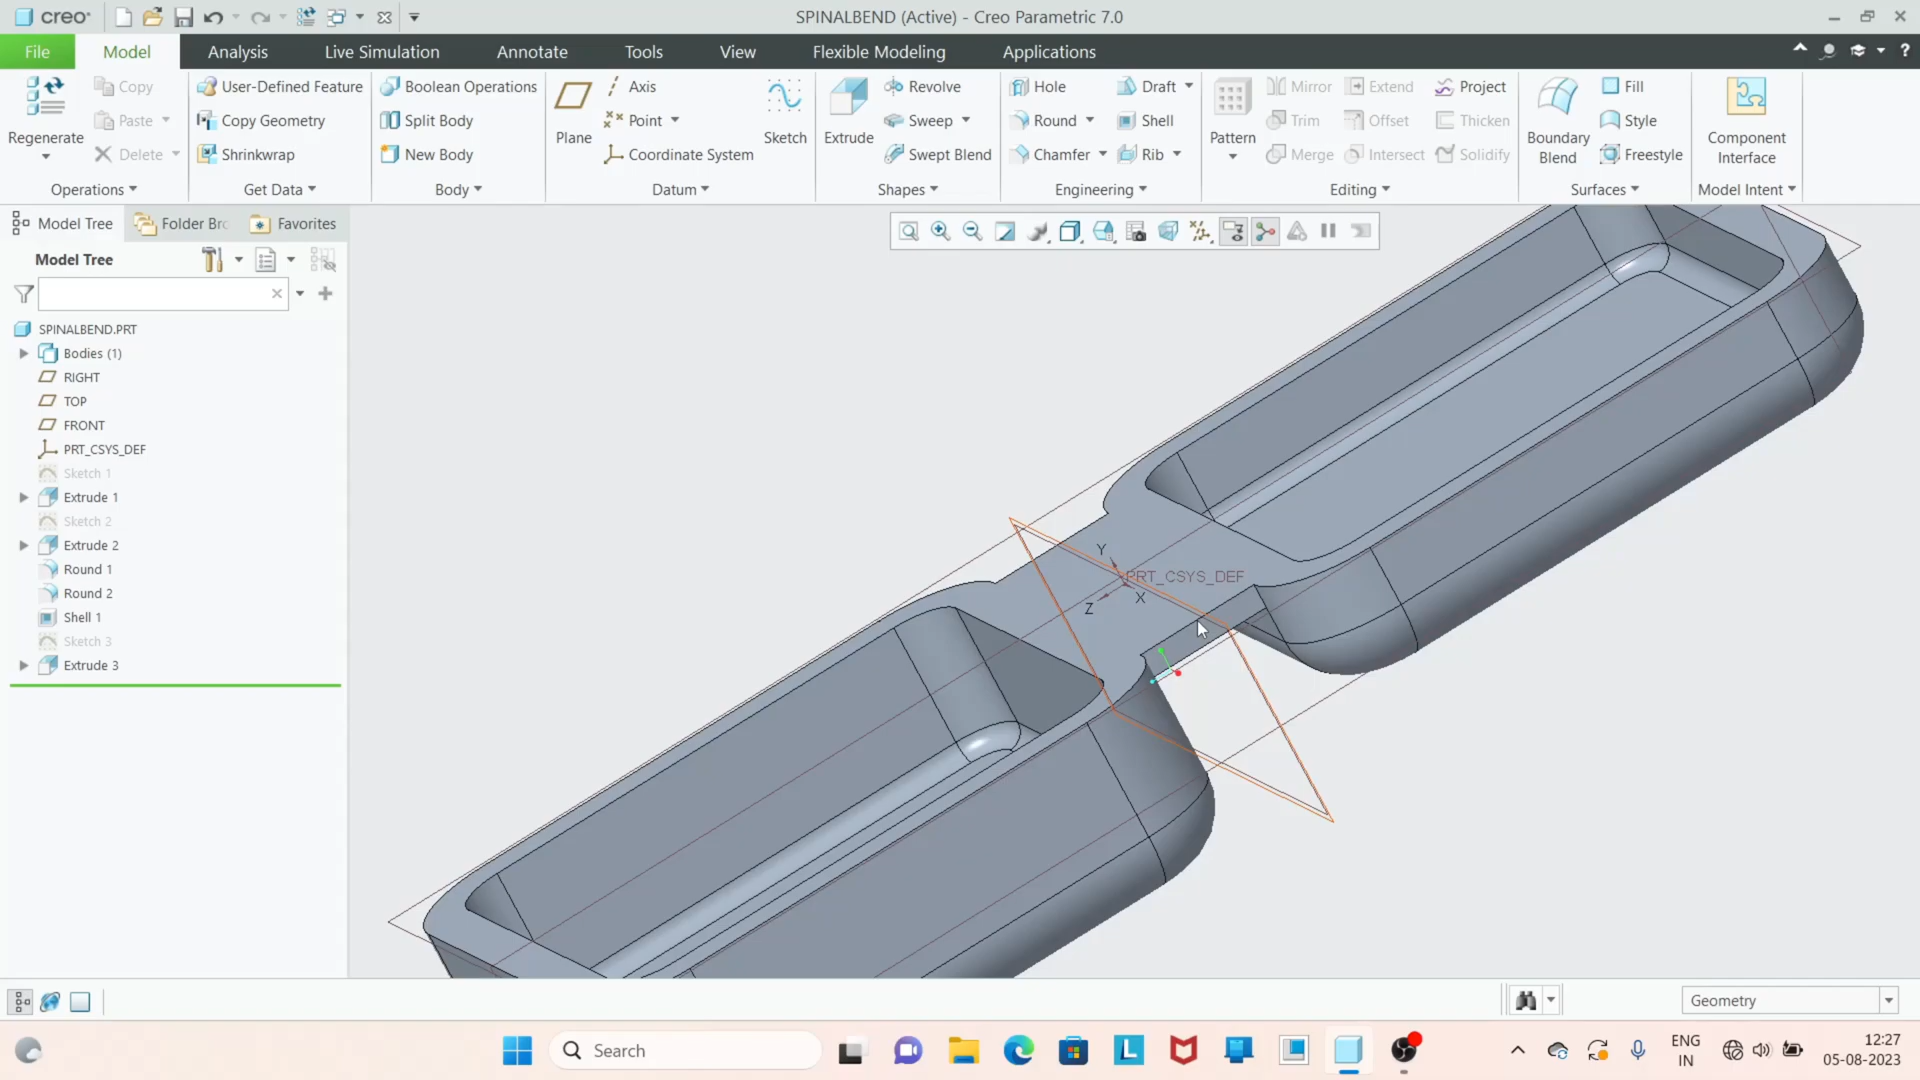 creo®
SPINALBEND (Active) - Creo Parametric 7.0
File Model Analysis Live Simulation Annotate Tools View Flexible Modeling Applications
Regenerate
Copy
Paste
Delete
Operations
User-Defined Feature
Copy Geometry
Shrinkwrap
Get Data
Boolean Operations
Split Body
New Body
Body
Plane
Axis
Point
Coordinate System
Sketch
Datum
Extrude
Revolve
Sweep
Swept Blend
Shapes
Hole
Round
Chamfer
Draft
Shell
Rib
Engineering
Pattern
Mirror
Trim
Merge
Extend
Offset
Intersect
Project
Thicken
Solidify
Editing
Boundary
Blend
Fill
Style
Freestyle
Surfaces
Component
Interface
Model Intent
Model Tree Folder Bro Favorites
Model Tree
SPINALBEND.PRT
Bodies (1)
RIGHT
TOP
FRONT
PRT_CSYS_DEF
Sketch 1
Extrude 1
Sketch 2
Extrude 2
Round 1
Round 2
Shell 1
Sketch 3
Extrude 3
Y
PRT_CSYS_DEF
X
Z
Geometry
Search
ENG
IN
12:27
05-08-2023